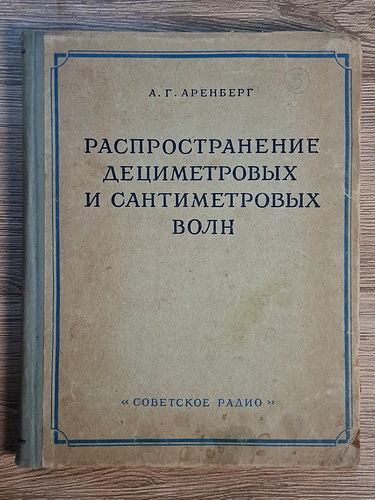 А. Г. АРЕНБЕРГ
РАСПРОСТРАНЕНИЕ
ДЕЦИМЕТРОВЫХ
И САНТИМЕТРОВЫХ
ВОЛН
«СОВЕТСКОЕ РАДИО»